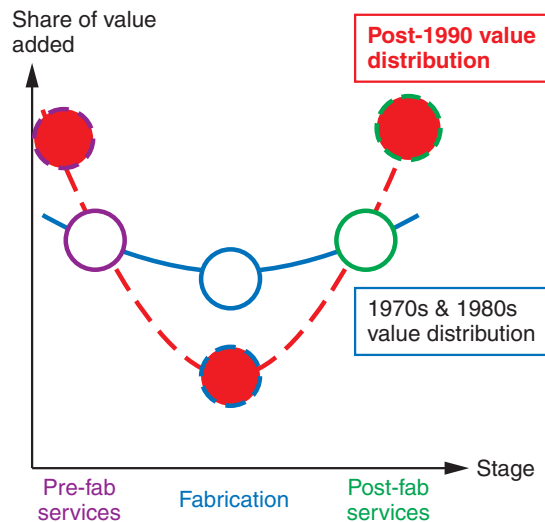 Share of value
added
Post-1990 value
distribution
1970s & 1980s
value distribution
Stage
Pre-fab
services
Fabrication
Post-fab
services